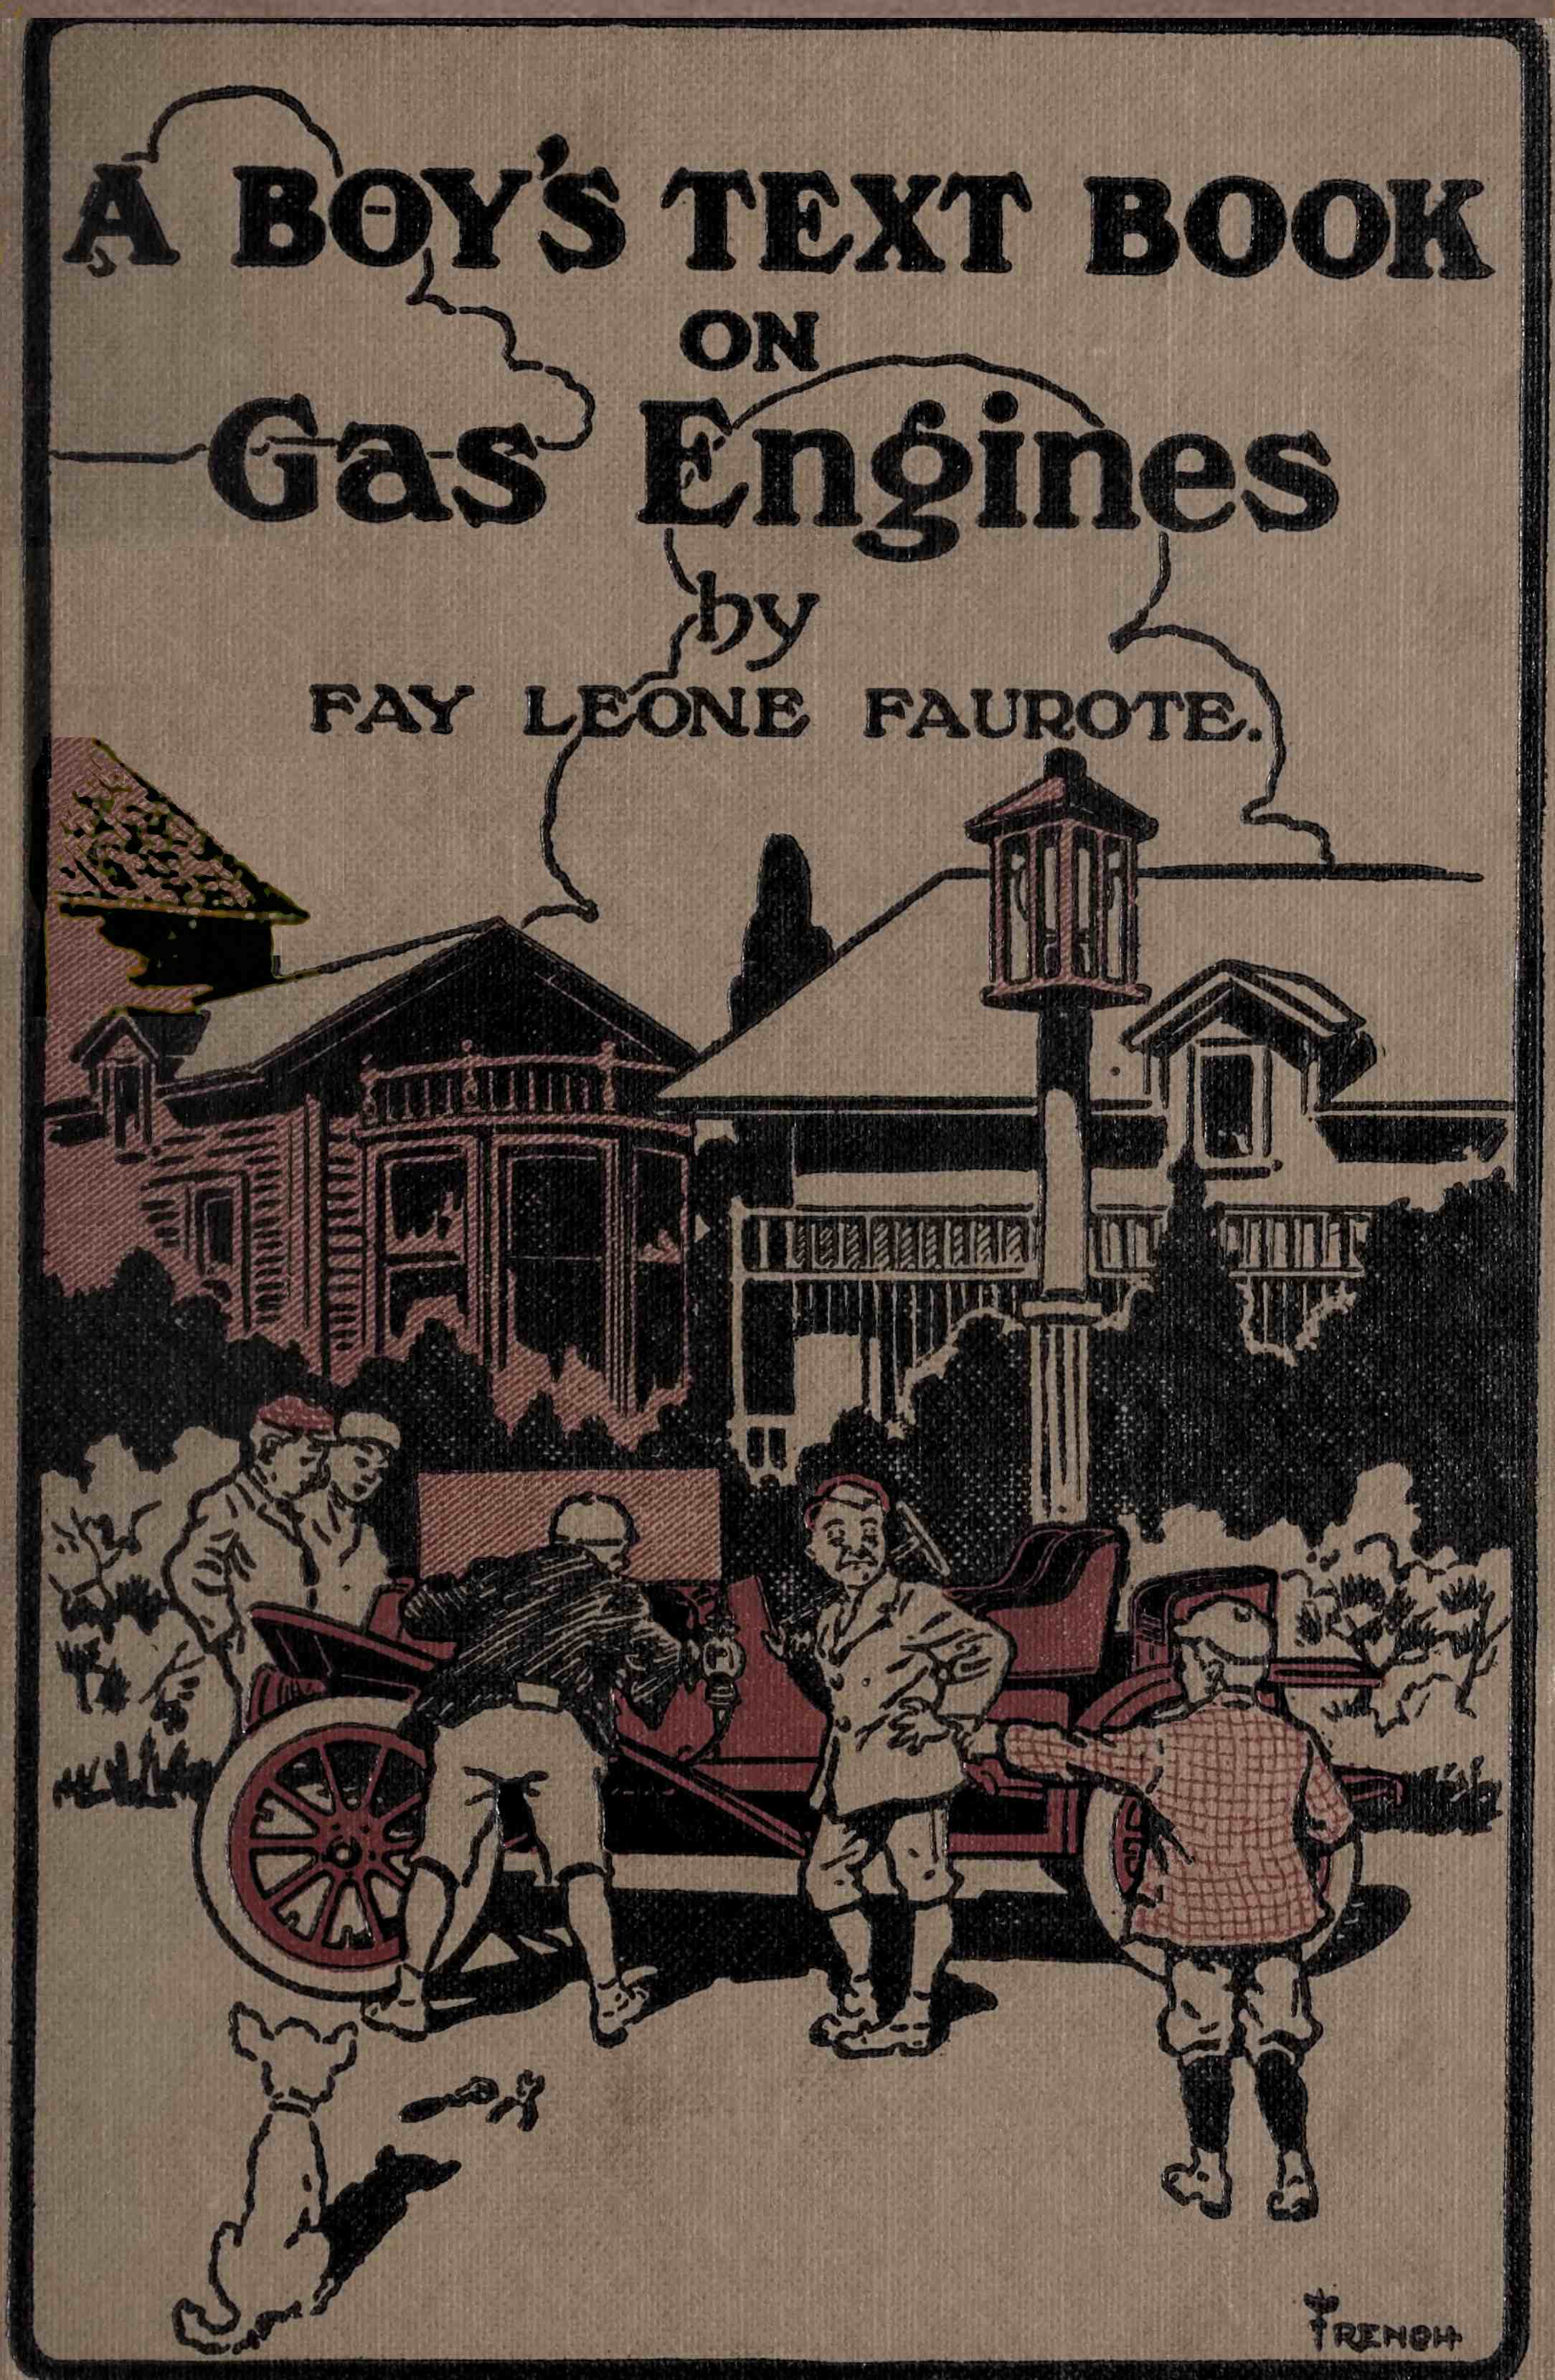 A BOY'S TEXT BOOK
ON
Gas Engines
by
FAY LEONE FAUROTE.
FRENCH